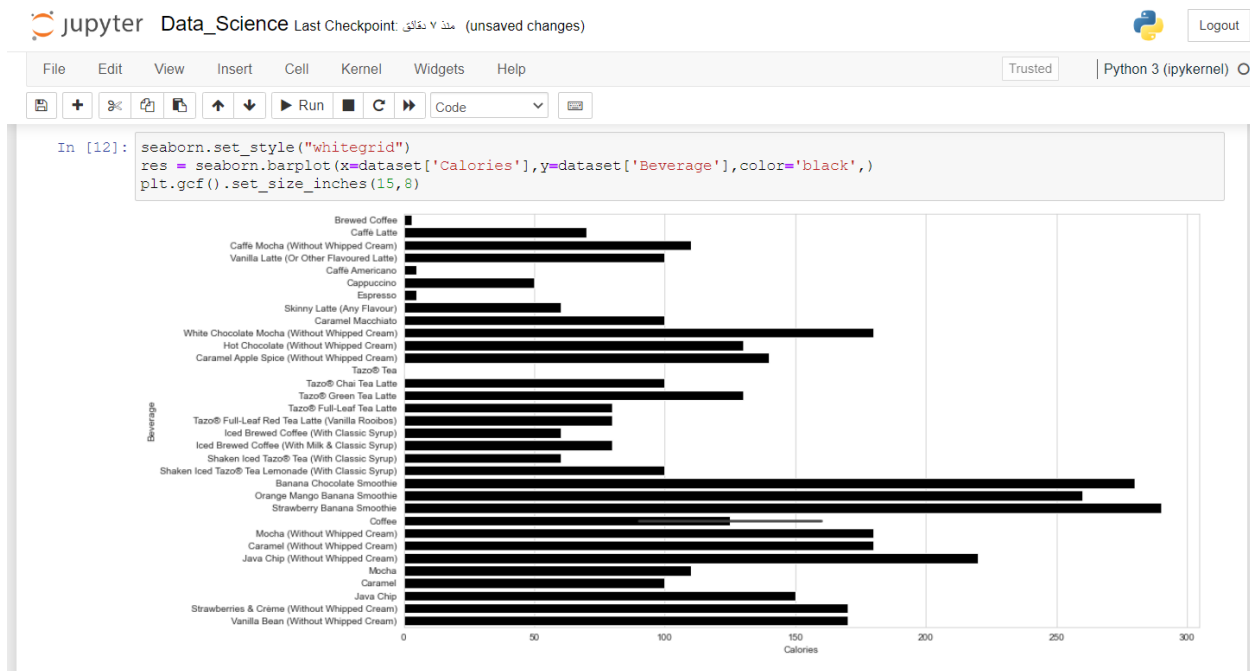 jupyter Data_Science Last Checkpoint: منذ ٧ دقائق (unsaved changes)
Logout
File Edit View Insert Cell Kernel Widgets Help
Trusted Python 3 (ipykernel)
Run Code
In [12]: seaborn.set_style("whitegrid")
res = seaborn.barplot(x=dataset['Calories'],y=dataset['Beverage'],color='black',)
plt.gcf().set_size_inches(15,8)
Brewed Coffee
Caffè Latte
Caffè Mocha (Without Whipped Cream)
Vanilla Latte (Or Other Flavoured Latte)
Caffè Americano
Cappuccino
Espresso
Skinny Latte (Any Flavour)
Caramel Macchiato
White Chocolate Mocha (Without Whipped Cream)
Hot Chocolate (Without Whipped Cream)
Caramel Apple Spice (Without Whipped Cream)
Tazo® Tea
Tazo® Chai Tea Latte
Tazo® Green Tea Latte
Tazo® Full-Leaf Tea Latte
Tazo® Full-Leaf Red Tea Latte (Vanilla Rooibos)
Iced Brewed Coffee (With Classic Syrup)
Iced Brewed Coffee (With Milk & Classic Syrup)
Shaken Iced Tazo® Tea (With Classic Syrup)
Shaken Iced Tazo® Tea Lemonade (With Classic Syrup)
Banana Chocolate Smoothie
Orange Mango Banana Smoothie
Strawberry Banana Smoothie
Coffee
Mocha (Without Whipped Cream)
Caramel (Without Whipped Cream)
Java Chip (Without Whipped Cream)
Mocha
Caramel
Java Chip
Strawberries & Crème (Without Whipped Cream)
Vanilla Bean (Without Whipped Cream)
Beverage
0 50 100 150 200 250 300
Calories